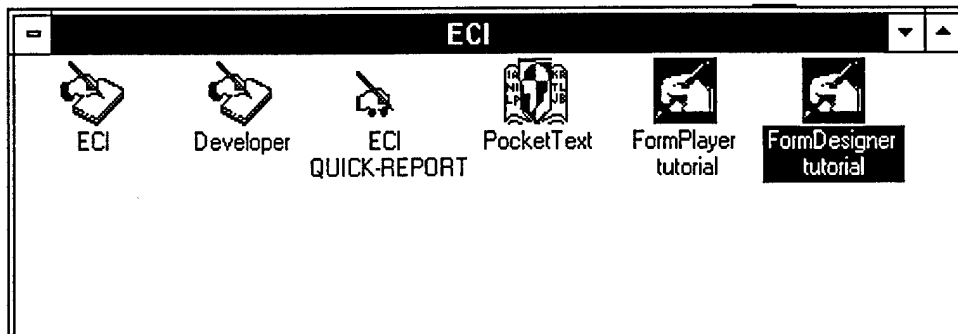 ECI
ECI
Developer
ECI
QUICK-REPORT
PocketText
FormPlayer
tutorial
FormDesigner
tutorial